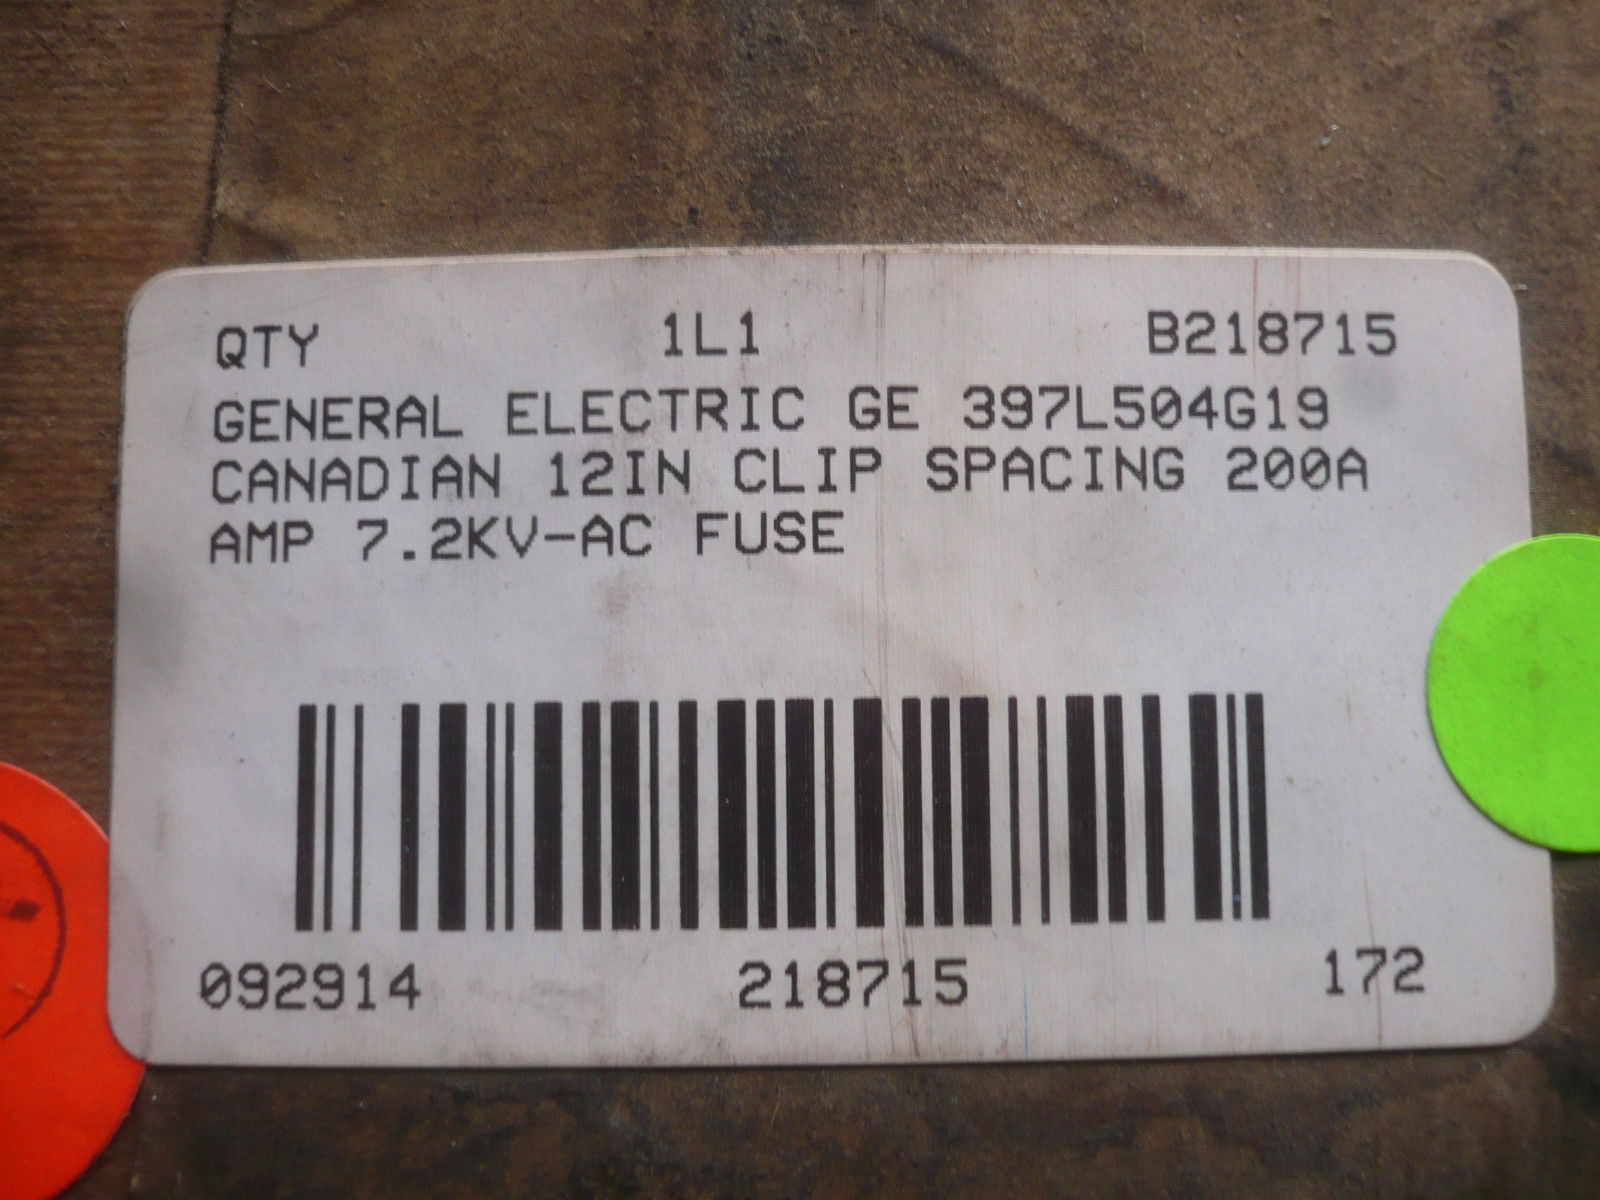 QTY 1L1 B218715
GENERAL ELECTRIC GE 397L504G19
CANADIAN 12IN CLIP SPACING 200A
AMP 7.2KV-AC FUSE
092914 218715 172